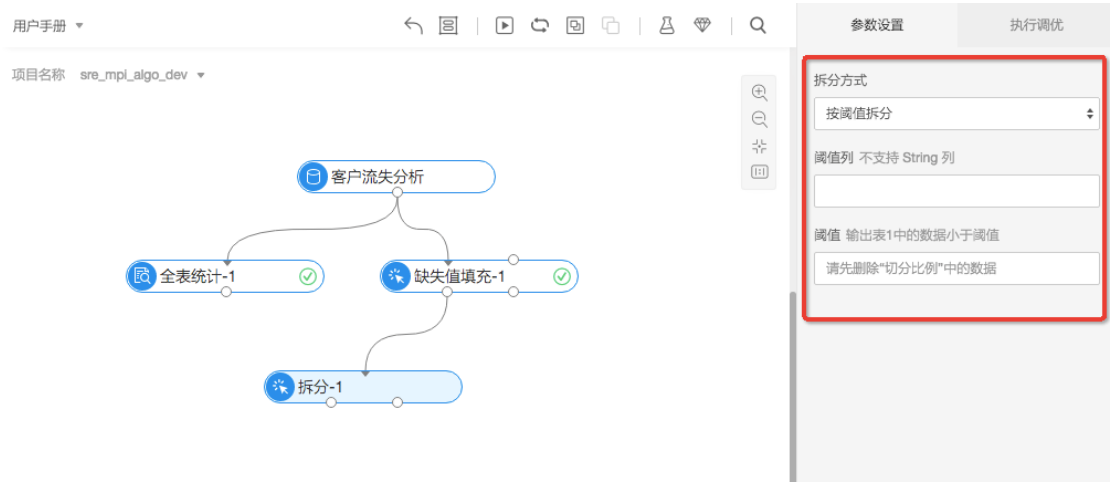 用户手册
参数设置
执行调优
项目名称 sre_mpl_algo_dev
拆分方式
按阈值拆分
阈值列 不支持 String 列
阈值 输出表1中的数据小于阈值
请先删除“切分比例”中的数据
客户流失分析
全表统计-1
缺失值填充-1
拆分-1